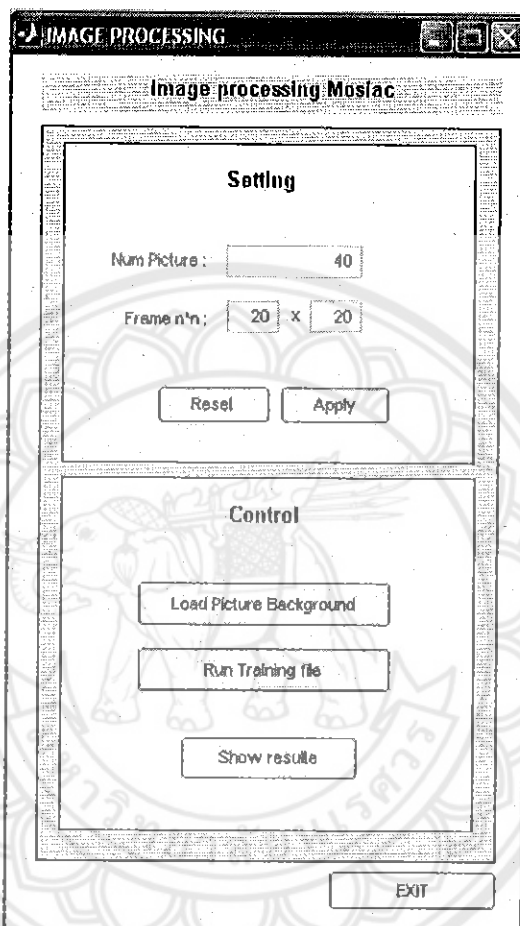 IMAGE PROCESSING
Image processing Mosiac
Setting
Num Picture : 40
Frame n*n : 20 x 20
Reset Apply
Control
Load Picture Background
Run Training file
Show results
EXIT